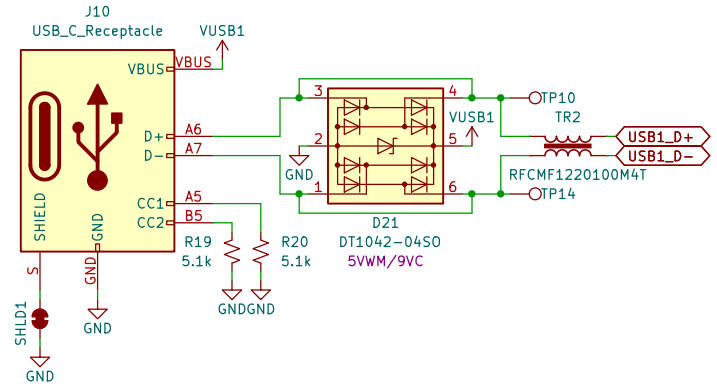 J10
USB_C_Receptacle
VUSB1
VBUS
VBUS
3
4
TP10
TR2
VUSB1
D+
A6
D-
A7
2
5
USB1_D+
USB1_D-
GND
RFCMF1220100M4T
1
6
TP14
CC1
A5
CC2
B5
SHIELD
GND
D21
DT1042-04SO
5VWM/9VC
R19
5.1k
R20
5.1k
S
GND
GND
GND
SHLD1
GND
GND